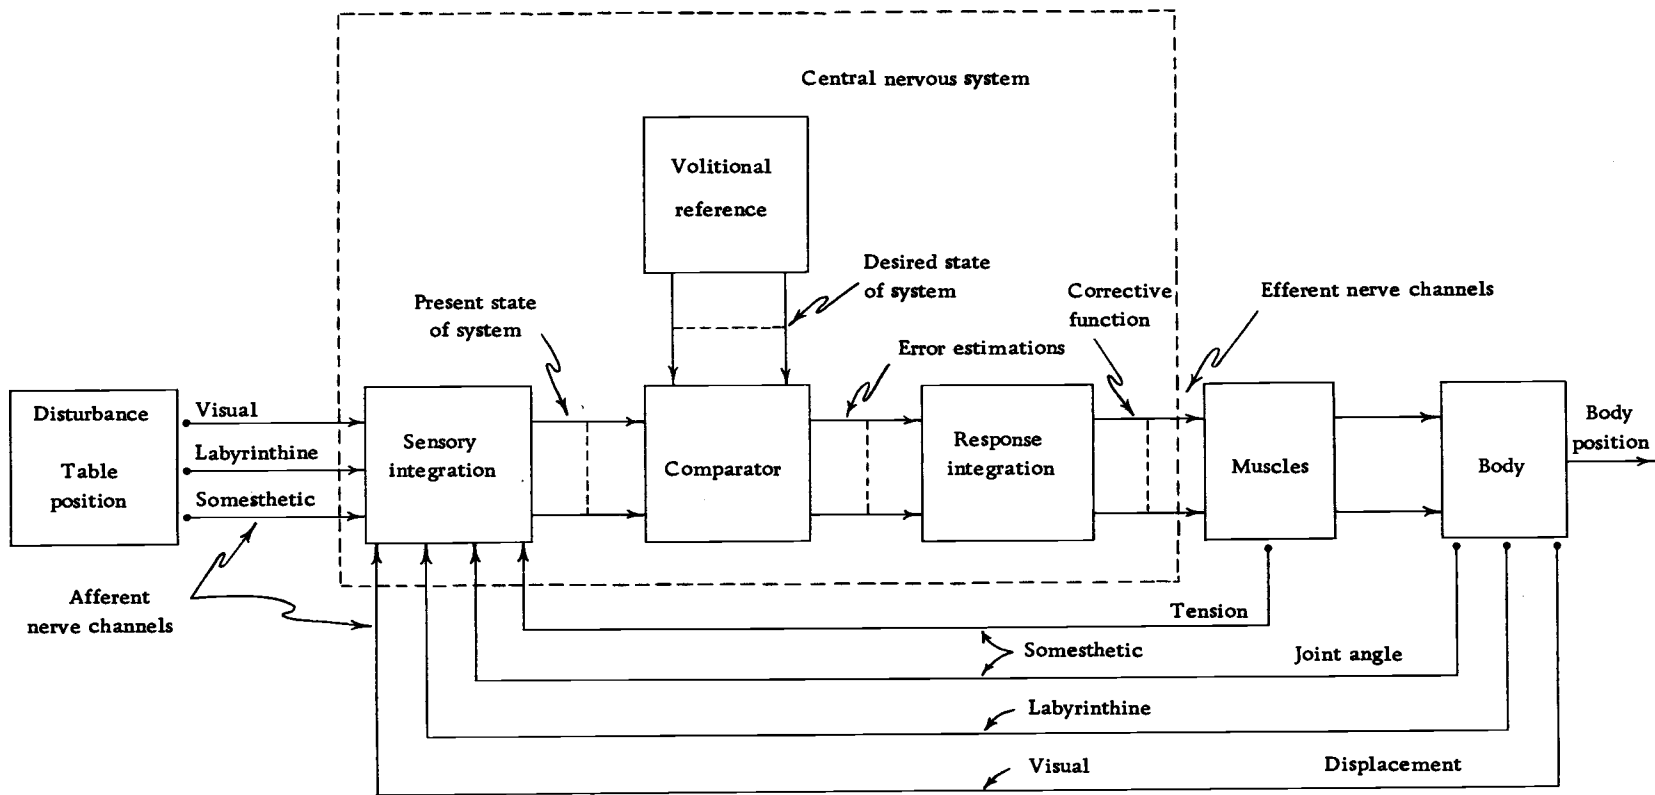 Central nervous system
Volitional
reference
Desired state
of system
Present state
of system
Corrective
function
Efferent nerve channels
Error estimations
Disturbance
Table
position
Visual
Labyrinthine
Somesthetic
Sensory
integration
Comparator
Response
integration
Muscles
Body
Body
position
Afferent
nerve channels
Tension
Somesthetic
Joint angle
Labyrinthine
Visual
Displacement